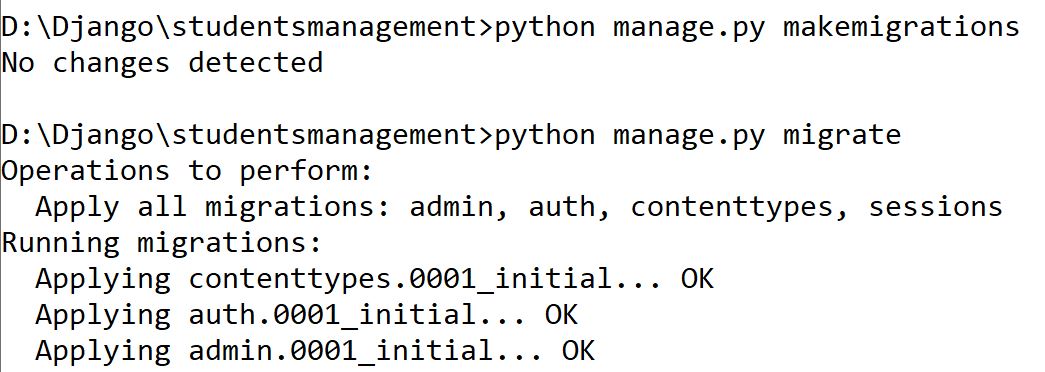 D:\Django\studentsmanagement>python manage.py makemigrations
No changes detected
D:\Django\studentsmanagement>python manage.py migrate
Operations to perform:
  Apply all migrations: admin, auth, contenttypes, sessions
Running migrations:
  Applying contenttypes.0001_initial... OK
  Applying auth.0001_initial... OK
  Applying admin.0001_initial... OK